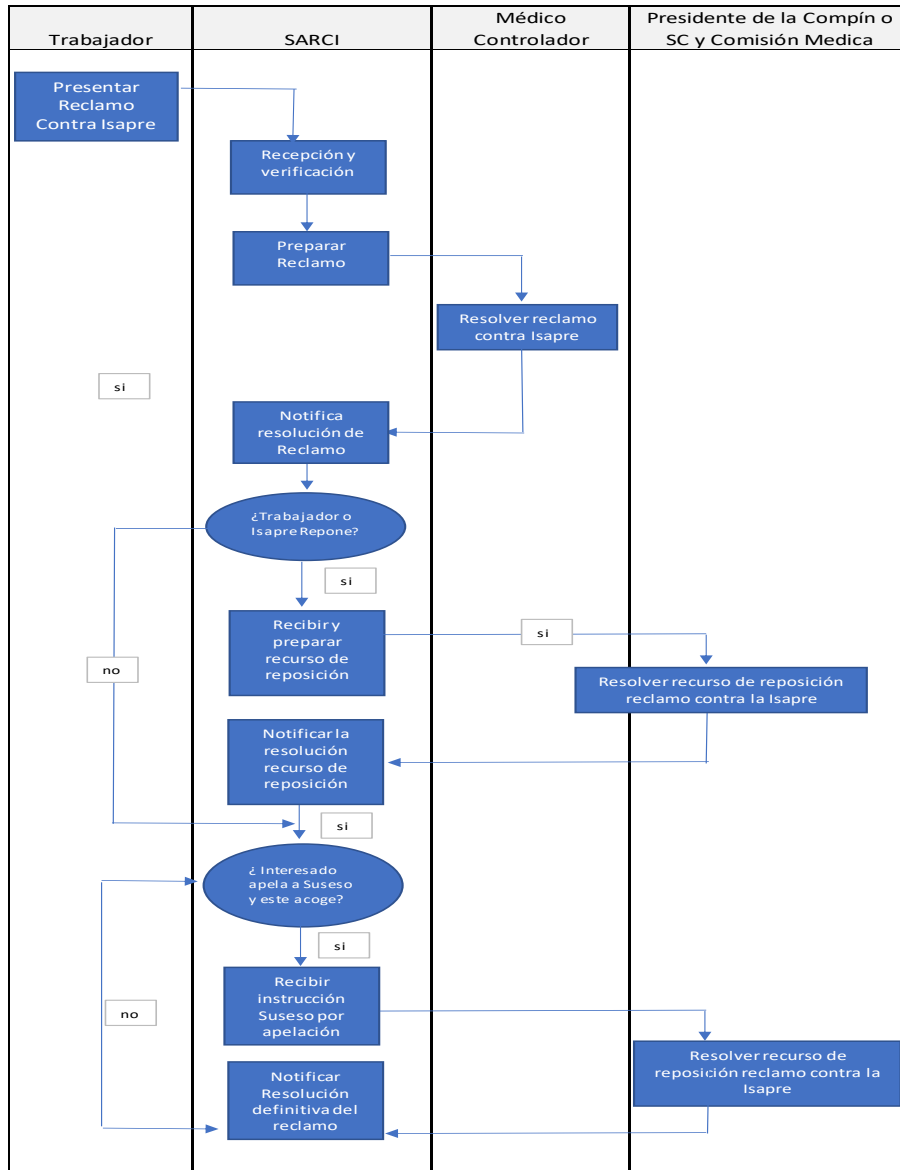 Trabajador
SARCI
Médico
Controlador
Presidente de la Compín o
SC y Comisión Medica
Presentar
Reclamo
Contra Isapre
Recepción y
verificación
Preparar
Reclamo
Resolver reclamo
contra Isapre
si
Notifica
resolución de
Reclamo
¿Trabajador o
Isapre Repone?
si
Recibir y
preparar
recurso de
reposición
si
no
Resolver recurso de reposición
reclamo contra la Isapre
Notificar la
resolución
recurso de
reposición
si
¿ Interesado
apela a Suseso
y este acoge?
si
Recibir
instrucción
Suseso por
apelación
no
Resolver recurso de
reposición reclamo contra la
Isapre
Notificar
Resolución
definitiva del
reclamo